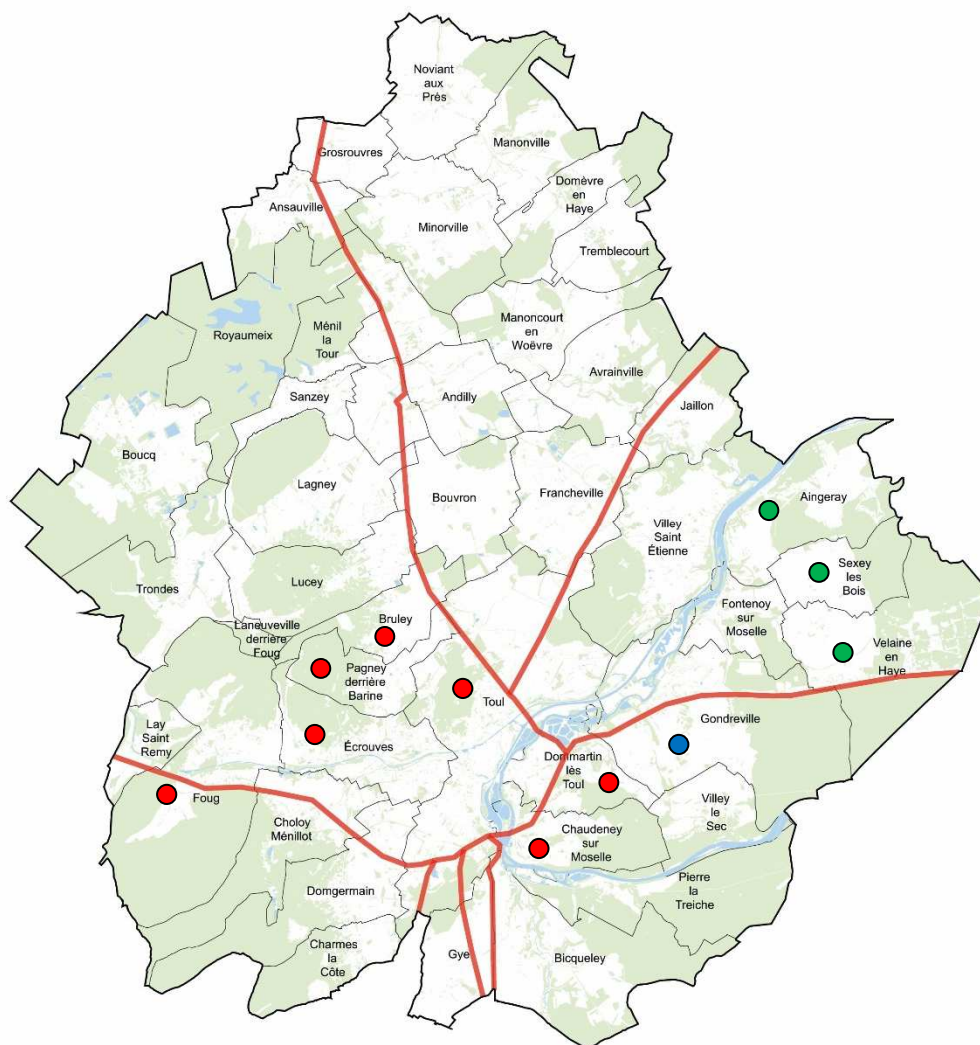 Noviant
aux
Prés
Manonville
Grosrouvres
Domèvre
en
Haye
Ansauville
Minorville
Tremblecourt
Royaumeix
Ménil
la
Tour
Manoncourt
en
Woëvre
Avrainville
Sanzey
Andilly
Jaillon
Boucq
Lagney
Bouvron
Francheville
Aingeray
Villey
Saint
Étienne
Sexey
les
Bois
Trondes
Lucey
Fontenoy
sur
Moselle
Laneuveville
derrière
Foug
Bruley
Velaine
en
Haye
Pagney
derrière
Barine
Toul
Lay
Saint
Remy
Écrouves
Gondreville
Dommartin
lès
Toul
Foug
Choloy
Ménillot
Villey
le
Sec
Chaudeney
sur
Moselle
Domgermain
Pierre
la
Treiche
Charmes
la
Côte
Gye
Bicqueley